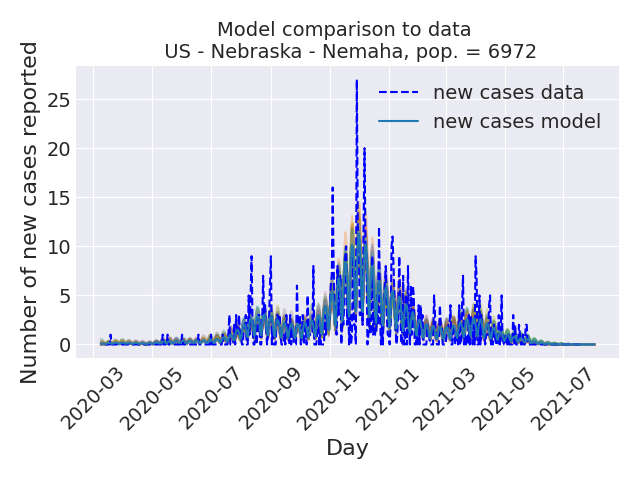 Model comparison to data
US - Nebraska - Nemaha, pop. = 6972
Number of new cases reported
25
20
15
10
5
0
new cases data
new cases model
2020-03
2020-05
2020-07
2020-09
2020-11
2021-01
2021-03
2021-05
2021-07
Day